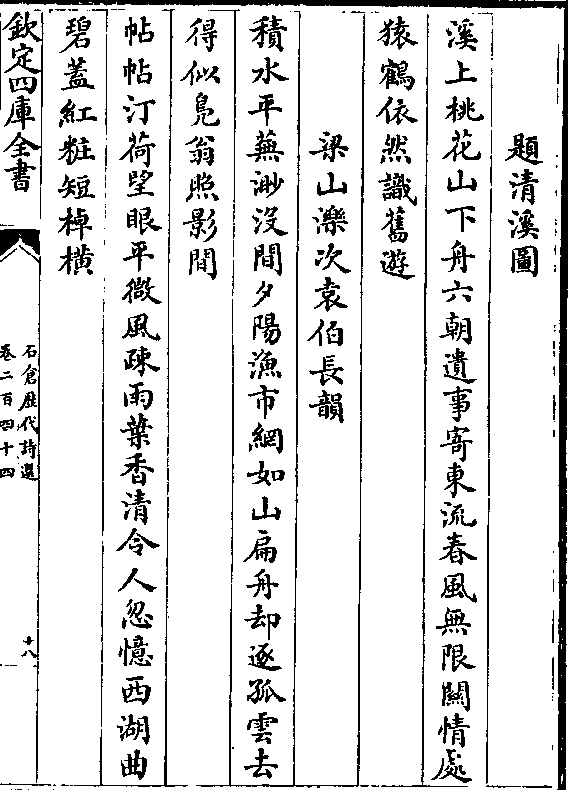 題清溪圖
溪上桃花山下舟六朝遺事寄東流春風無限關情處
猿鶴依然識舊遊
梁山濼次袁伯長韻
積水平蕪渺沒間夕陽漁市網如山扁舟却逐孤雲去
得似鳬翁照影間
帖帖汀荷望眼平微風疎雨葉香清令人忽憶西湖曲
碧蓋紅粧短棹橫
欽定四庫全書
石倉歷代詩選
卷二百四十四
十八